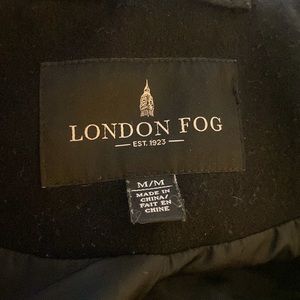 LONDON FOG
EST. 1923
M/M
MADE IN
CHINA/
FAIT EN
CHINE